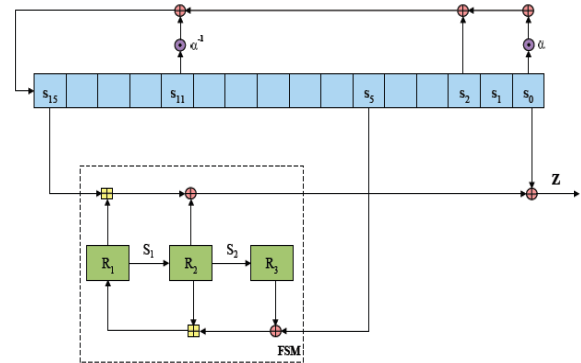 α⁻¹
α
s₁₅ s₁₁ s₅ s₂ s₁ s₀
Z
S₁ S₂
R₁ R₂ R₃
FSM